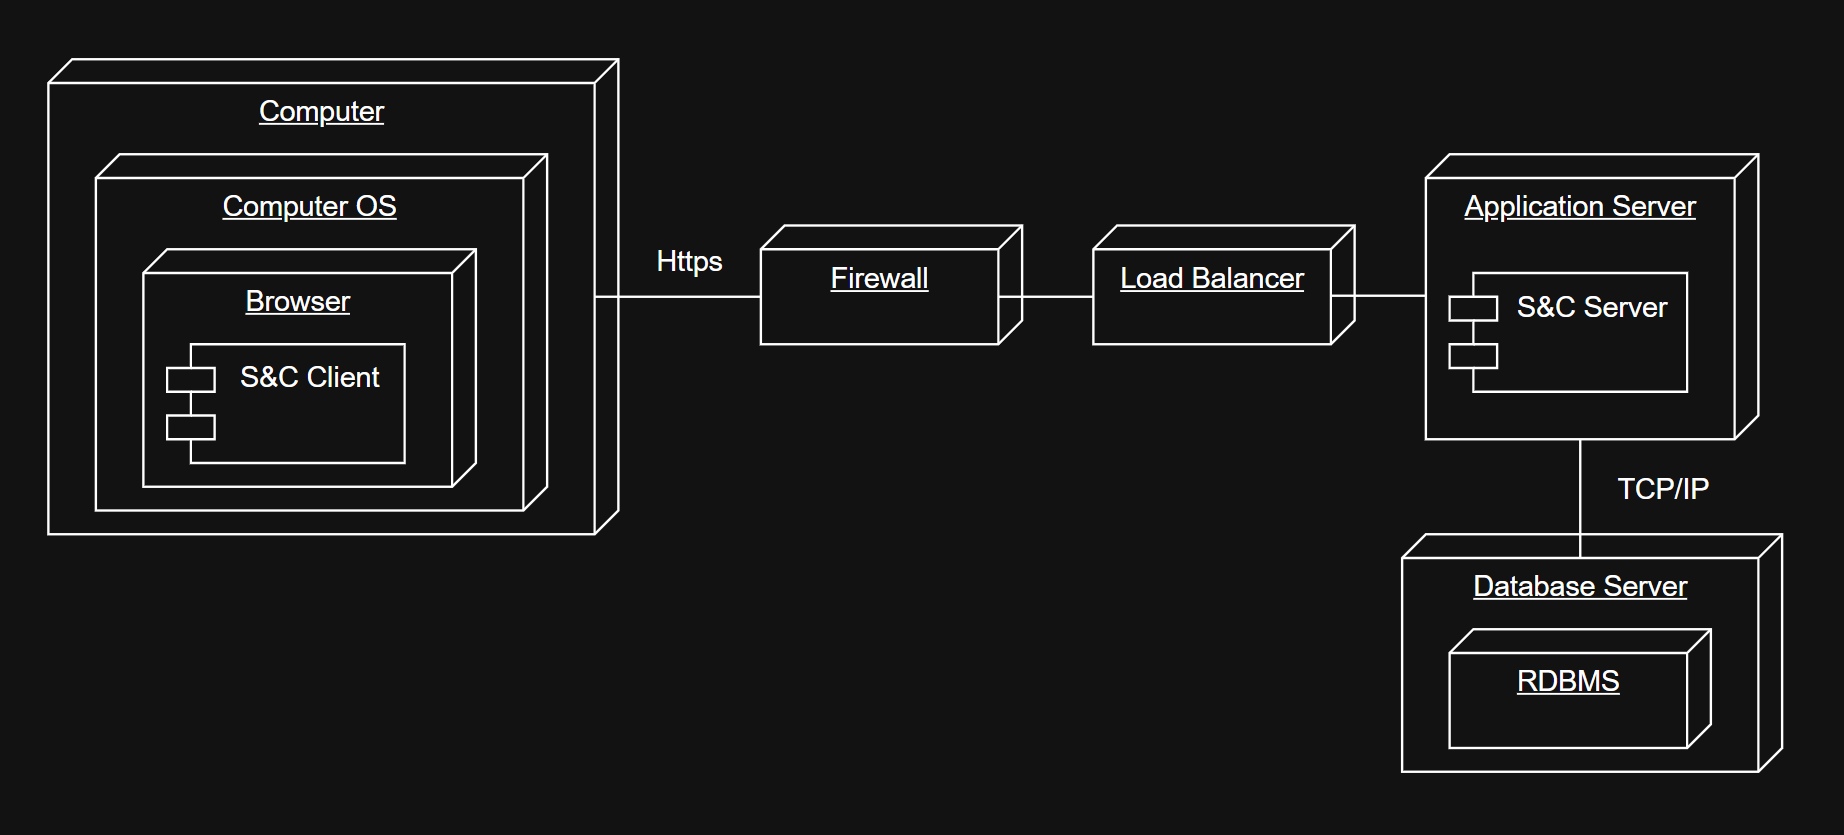 Computer
Computer OS
Browser
S&C Client
Https
Firewall
Load Balancer
Application Server
S&C Server
TCP/IP
Database Server
RDBMS